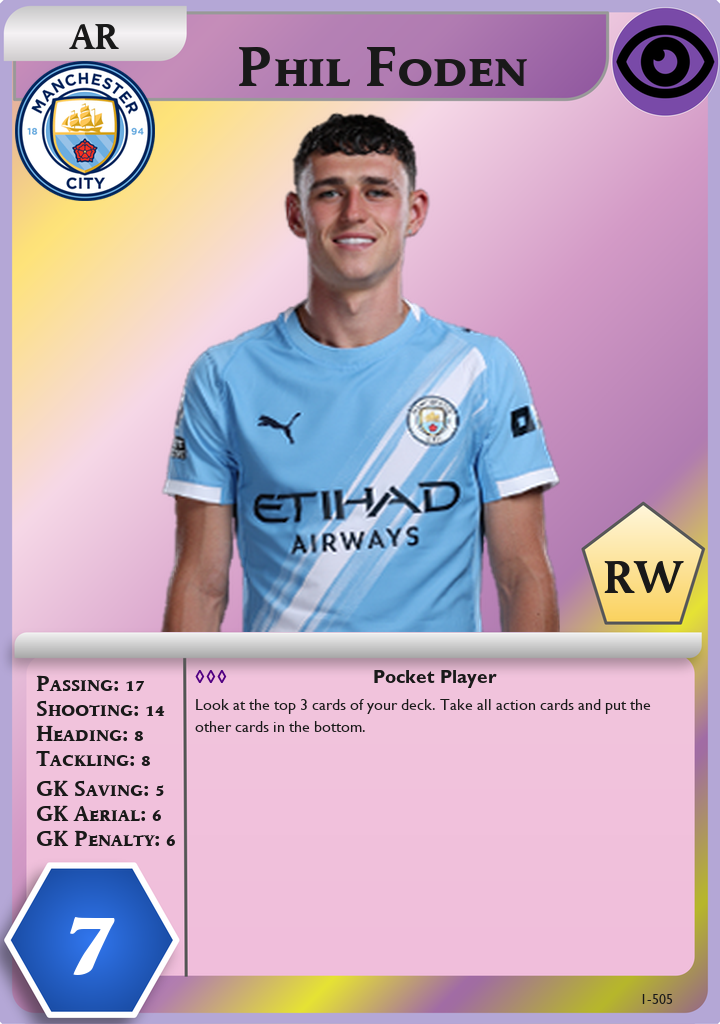 AR
Phil Foden
MANCHESTER
18 94
CITY
ETIHAD
AIRWAYS
RW
Passing: 17
Shooting: 14
Heading: 8
Tackling: 8
GK Saving: 5
GK Aerial: 6
GK Penalty: 6
7
Pocket Player
Look at the top 3 cards of your deck. Take all action cards and put the
other cards in the bottom.
1-505